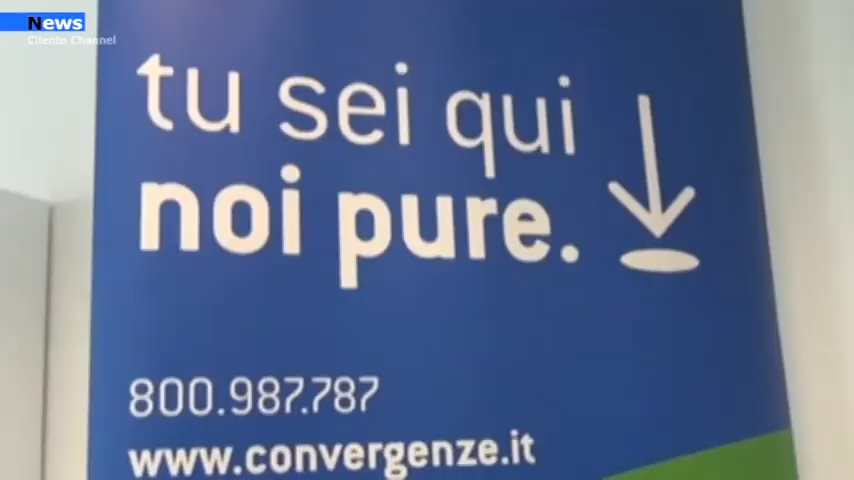 News
Cilento Channel
tu sei qui
noi pure.
800.987.787
www.convergenze.it